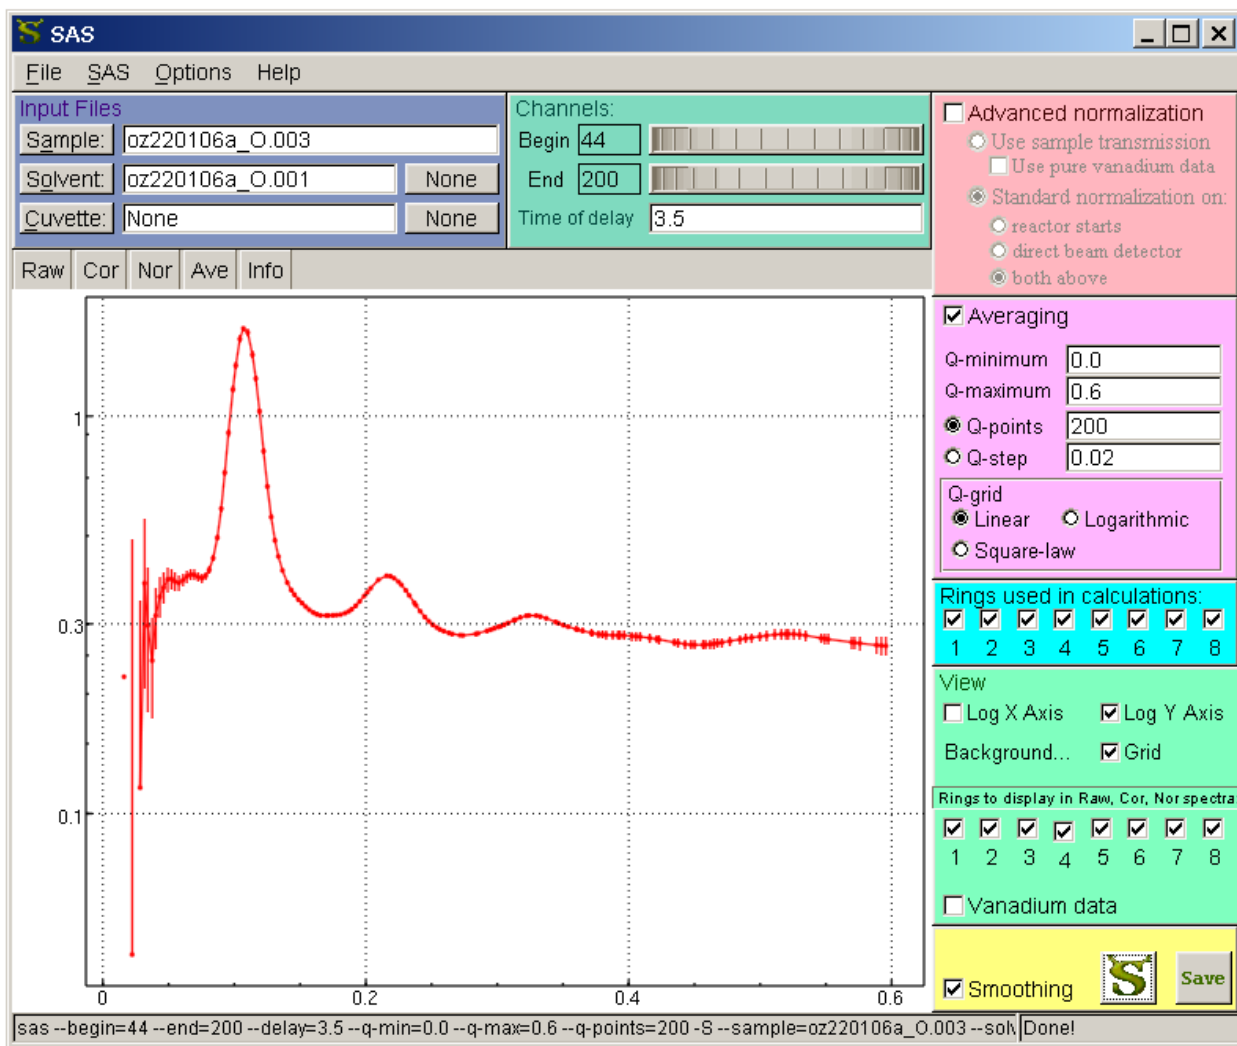 SAS
File SAS Options Help
Input Files
Sample: oz220106a_O.003
Solvent: oz220106a_O.001 None
Cuvette: None None
Channels:
Begin 44
End 200
Time of delay 3.5
Raw Cor Nor Ave Info
1
0.3
0.1
0 0.2 0.4 0.6
Advanced normalization
Use sample transmission
Use pure vanadium data
Standard normalization on:
reactor starts
direct beam detector
both above
Averaging
Q-minimum 0.0
Q-maximum 0.6
Q-points 200
Q-step 0.02
Q-grid
Linear Logarithmic
Square-law
Rings used in calculations:
1 2 3 4 5 6 7 8
View
Log X Axis Log Y Axis
Background... Grid
Rings to display in Raw, Cor, Nor spectra
1 2 3 4 5 6 7 8
Vanadium data
Smoothing S Save
sas --begin=44 --end=200 --delay=3.5 --q-min=0.0 --q-max=0.6 --q-points=200 -S --sample=oz220106a_O.003 --solv Done!